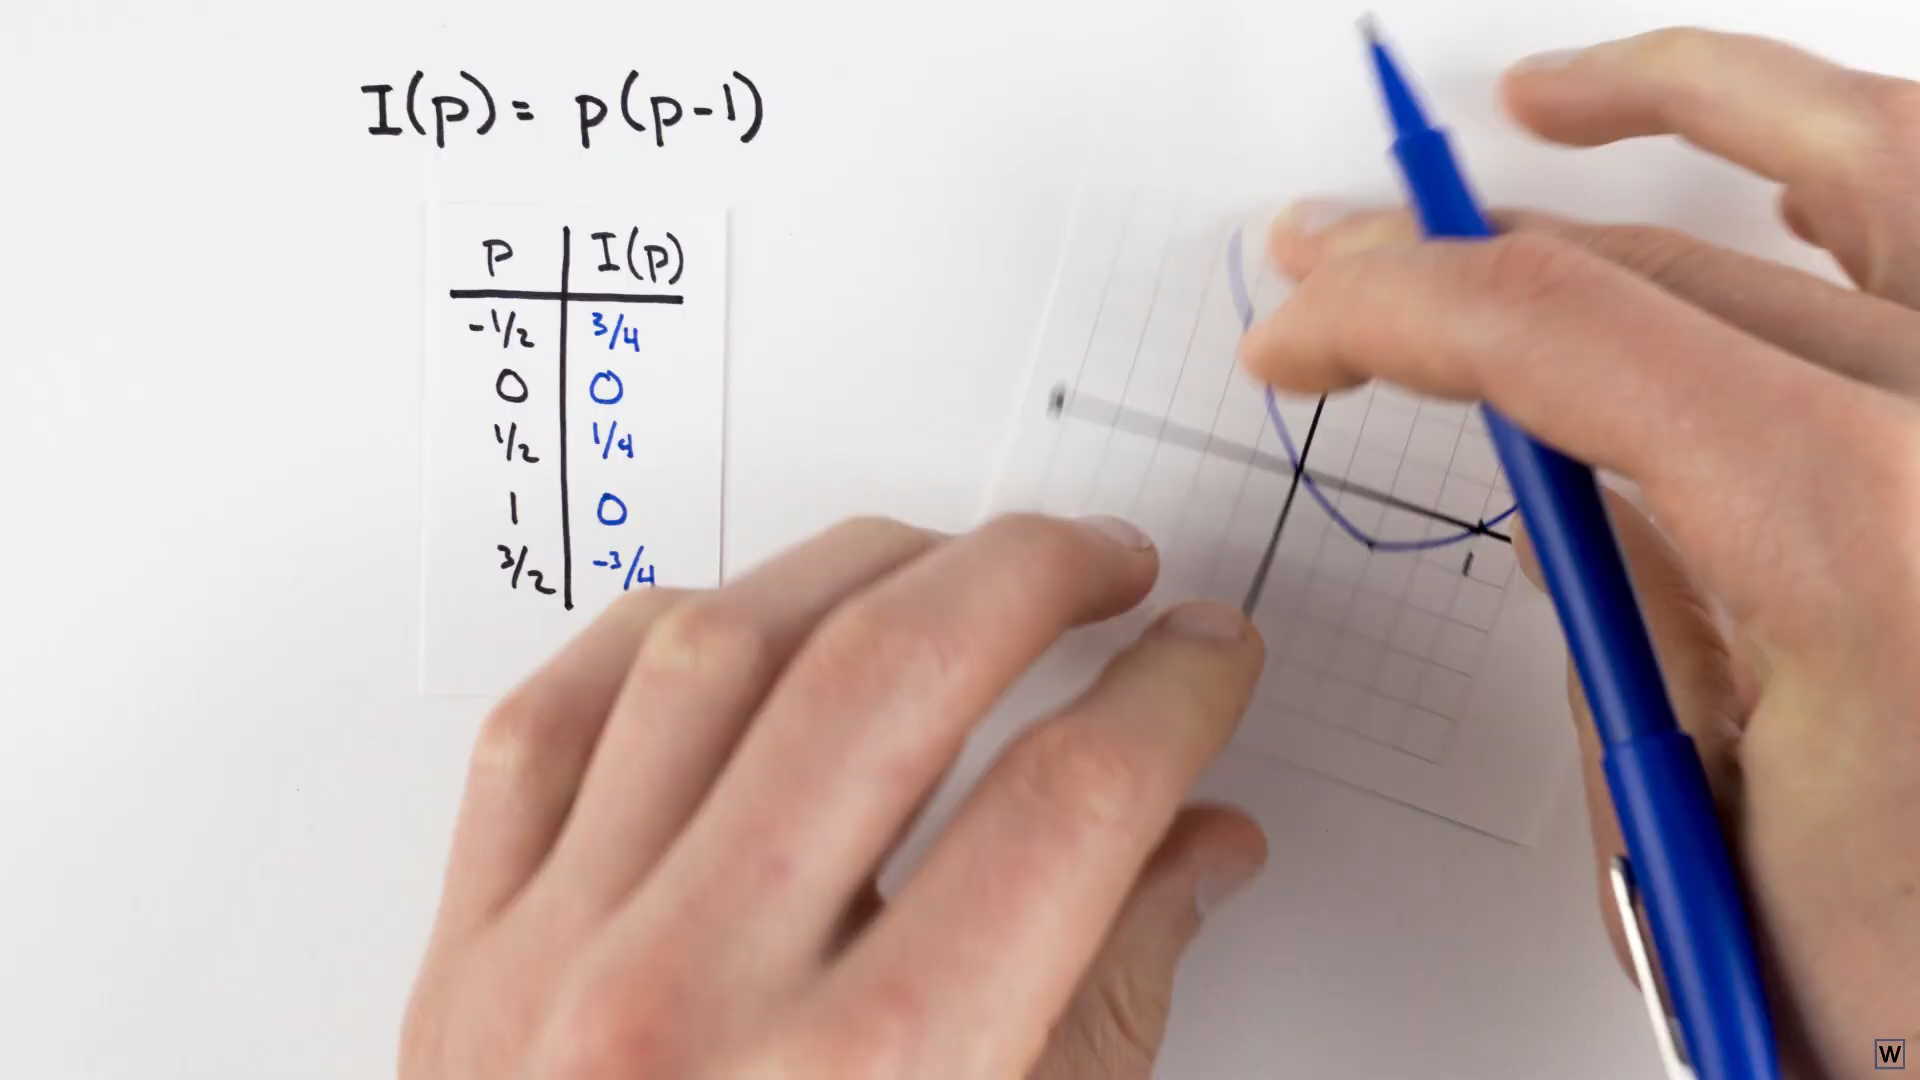 I(p) = p(p-1)
p I(p)
-1/2 3/4
0 0
1/2 1/4
1 0
3/2 -3/4
1
W